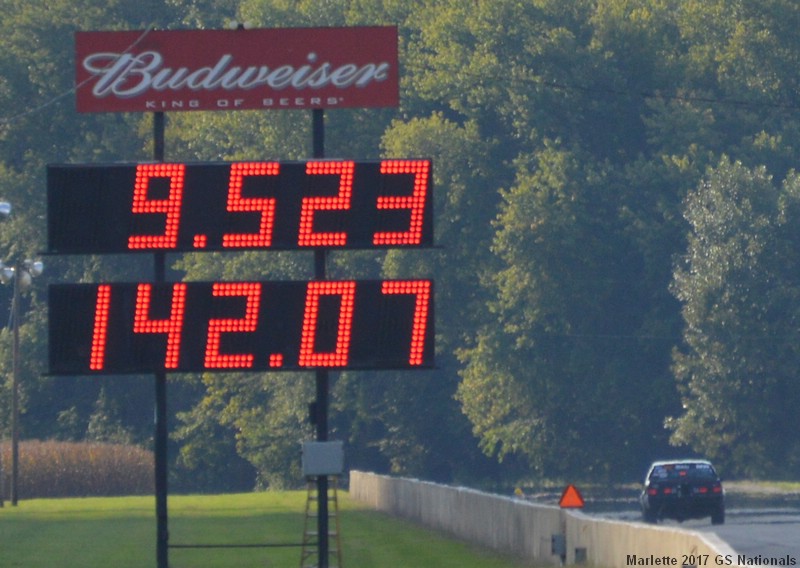 Budweiser
KING OF BEERS
9.523
142.07
Marlette 2017 GS Nationals